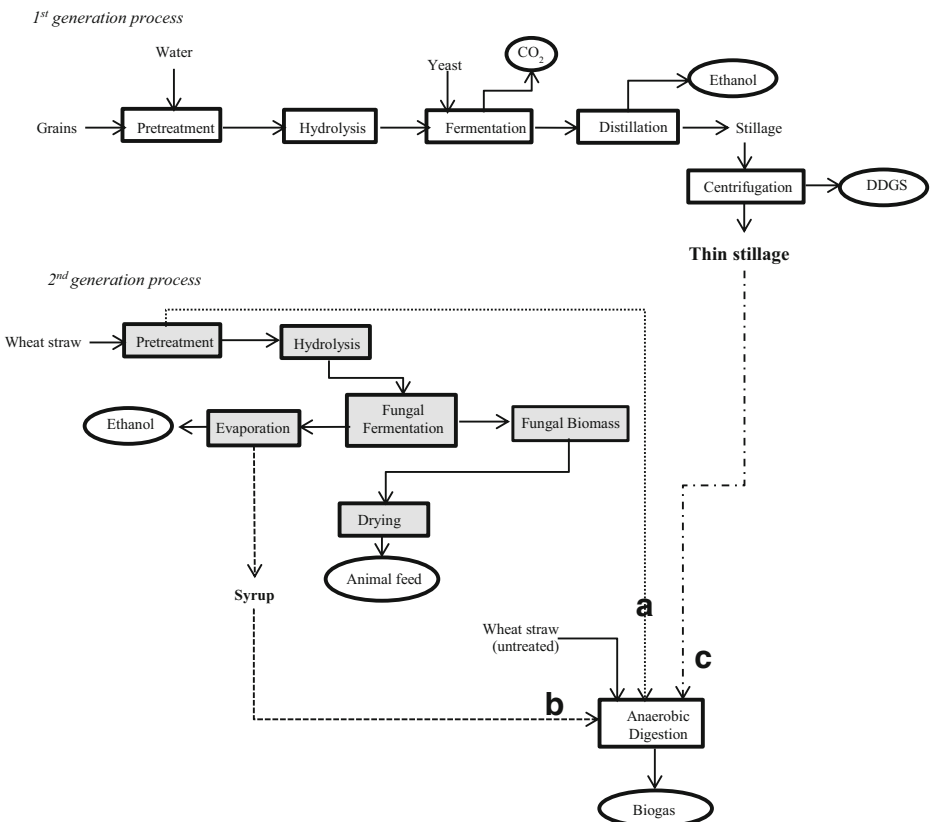 1st generation process
Water
Yeast
CO2
Ethanol
Grains
Pretreatment
Hydrolysis
Fermentation
Distillation
Stillage
Centrifugation
DDGS
Thin stillage
2nd generation process
Wheat straw
Pretreatment
Hydrolysis
Ethanol
Evaporation
Fungal
Fermentation
Fungal Biomass
Drying
Animal feed
Syrup
a
Wheat straw
(untreated)
c
b
Anaerobic
Digestion
Biogas